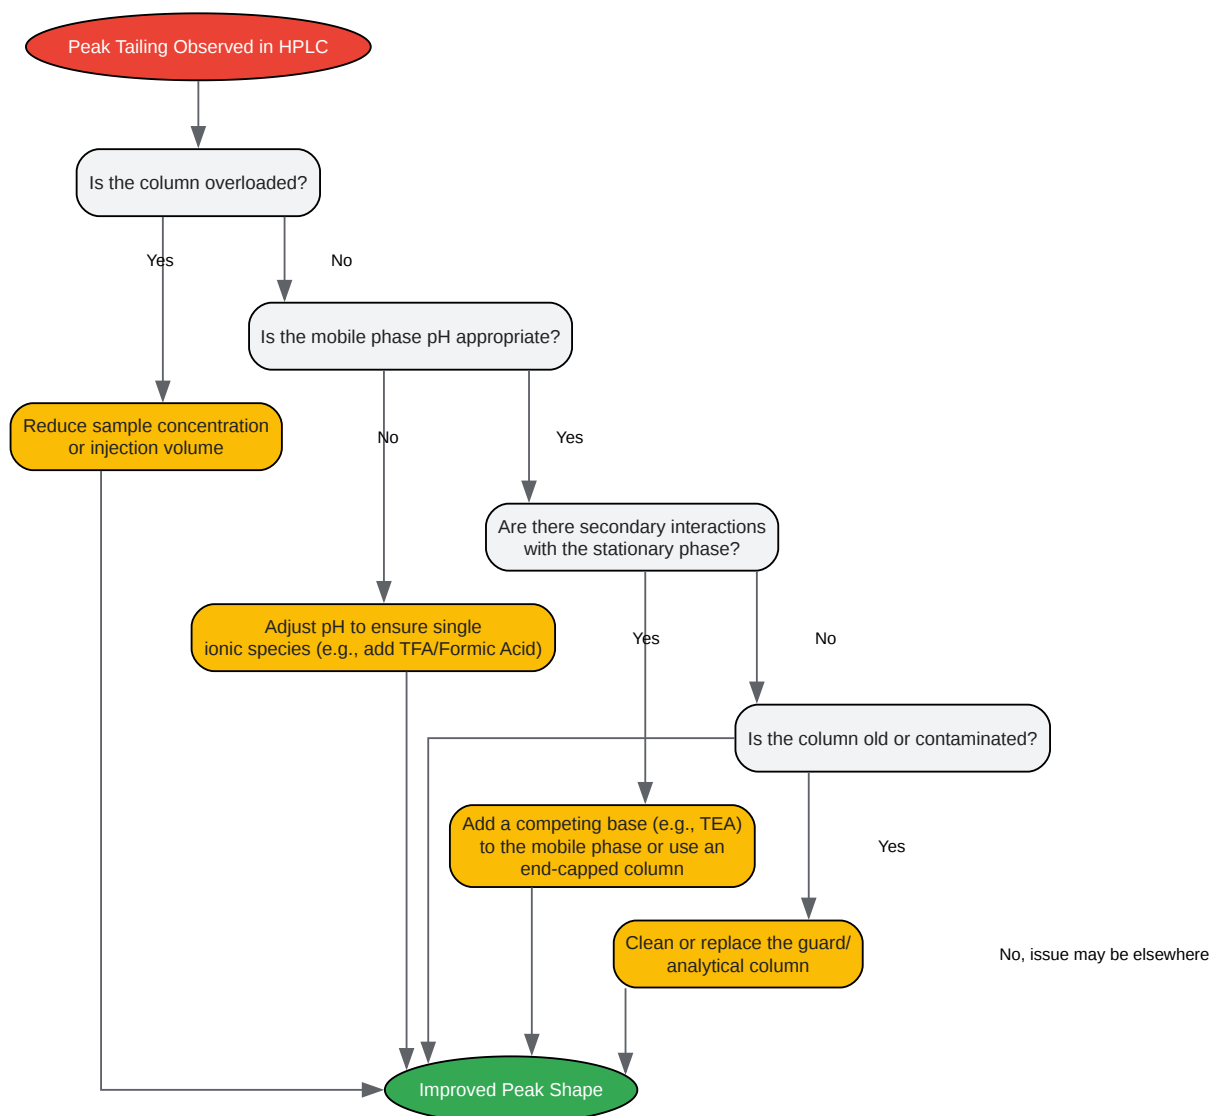 Peak Tailing Observed in HPLC
Is the column overloaded?
Yes
No
Is the mobile phase pH appropriate?
Reduce sample concentration
or injection volume
No
Yes
Are there secondary interactions
with the stationary phase?
Adjust pH to ensure single
ionic species (e.g., add TFA/Formic Acid)
Yes
No
Is the column old or contaminated?
Add a competing base (e.g., TEA)
to the mobile phase or use an
end-capped column
Yes
Clean or replace the guard/
analytical column
No, issue may be elsewhere
Improved Peak Shape